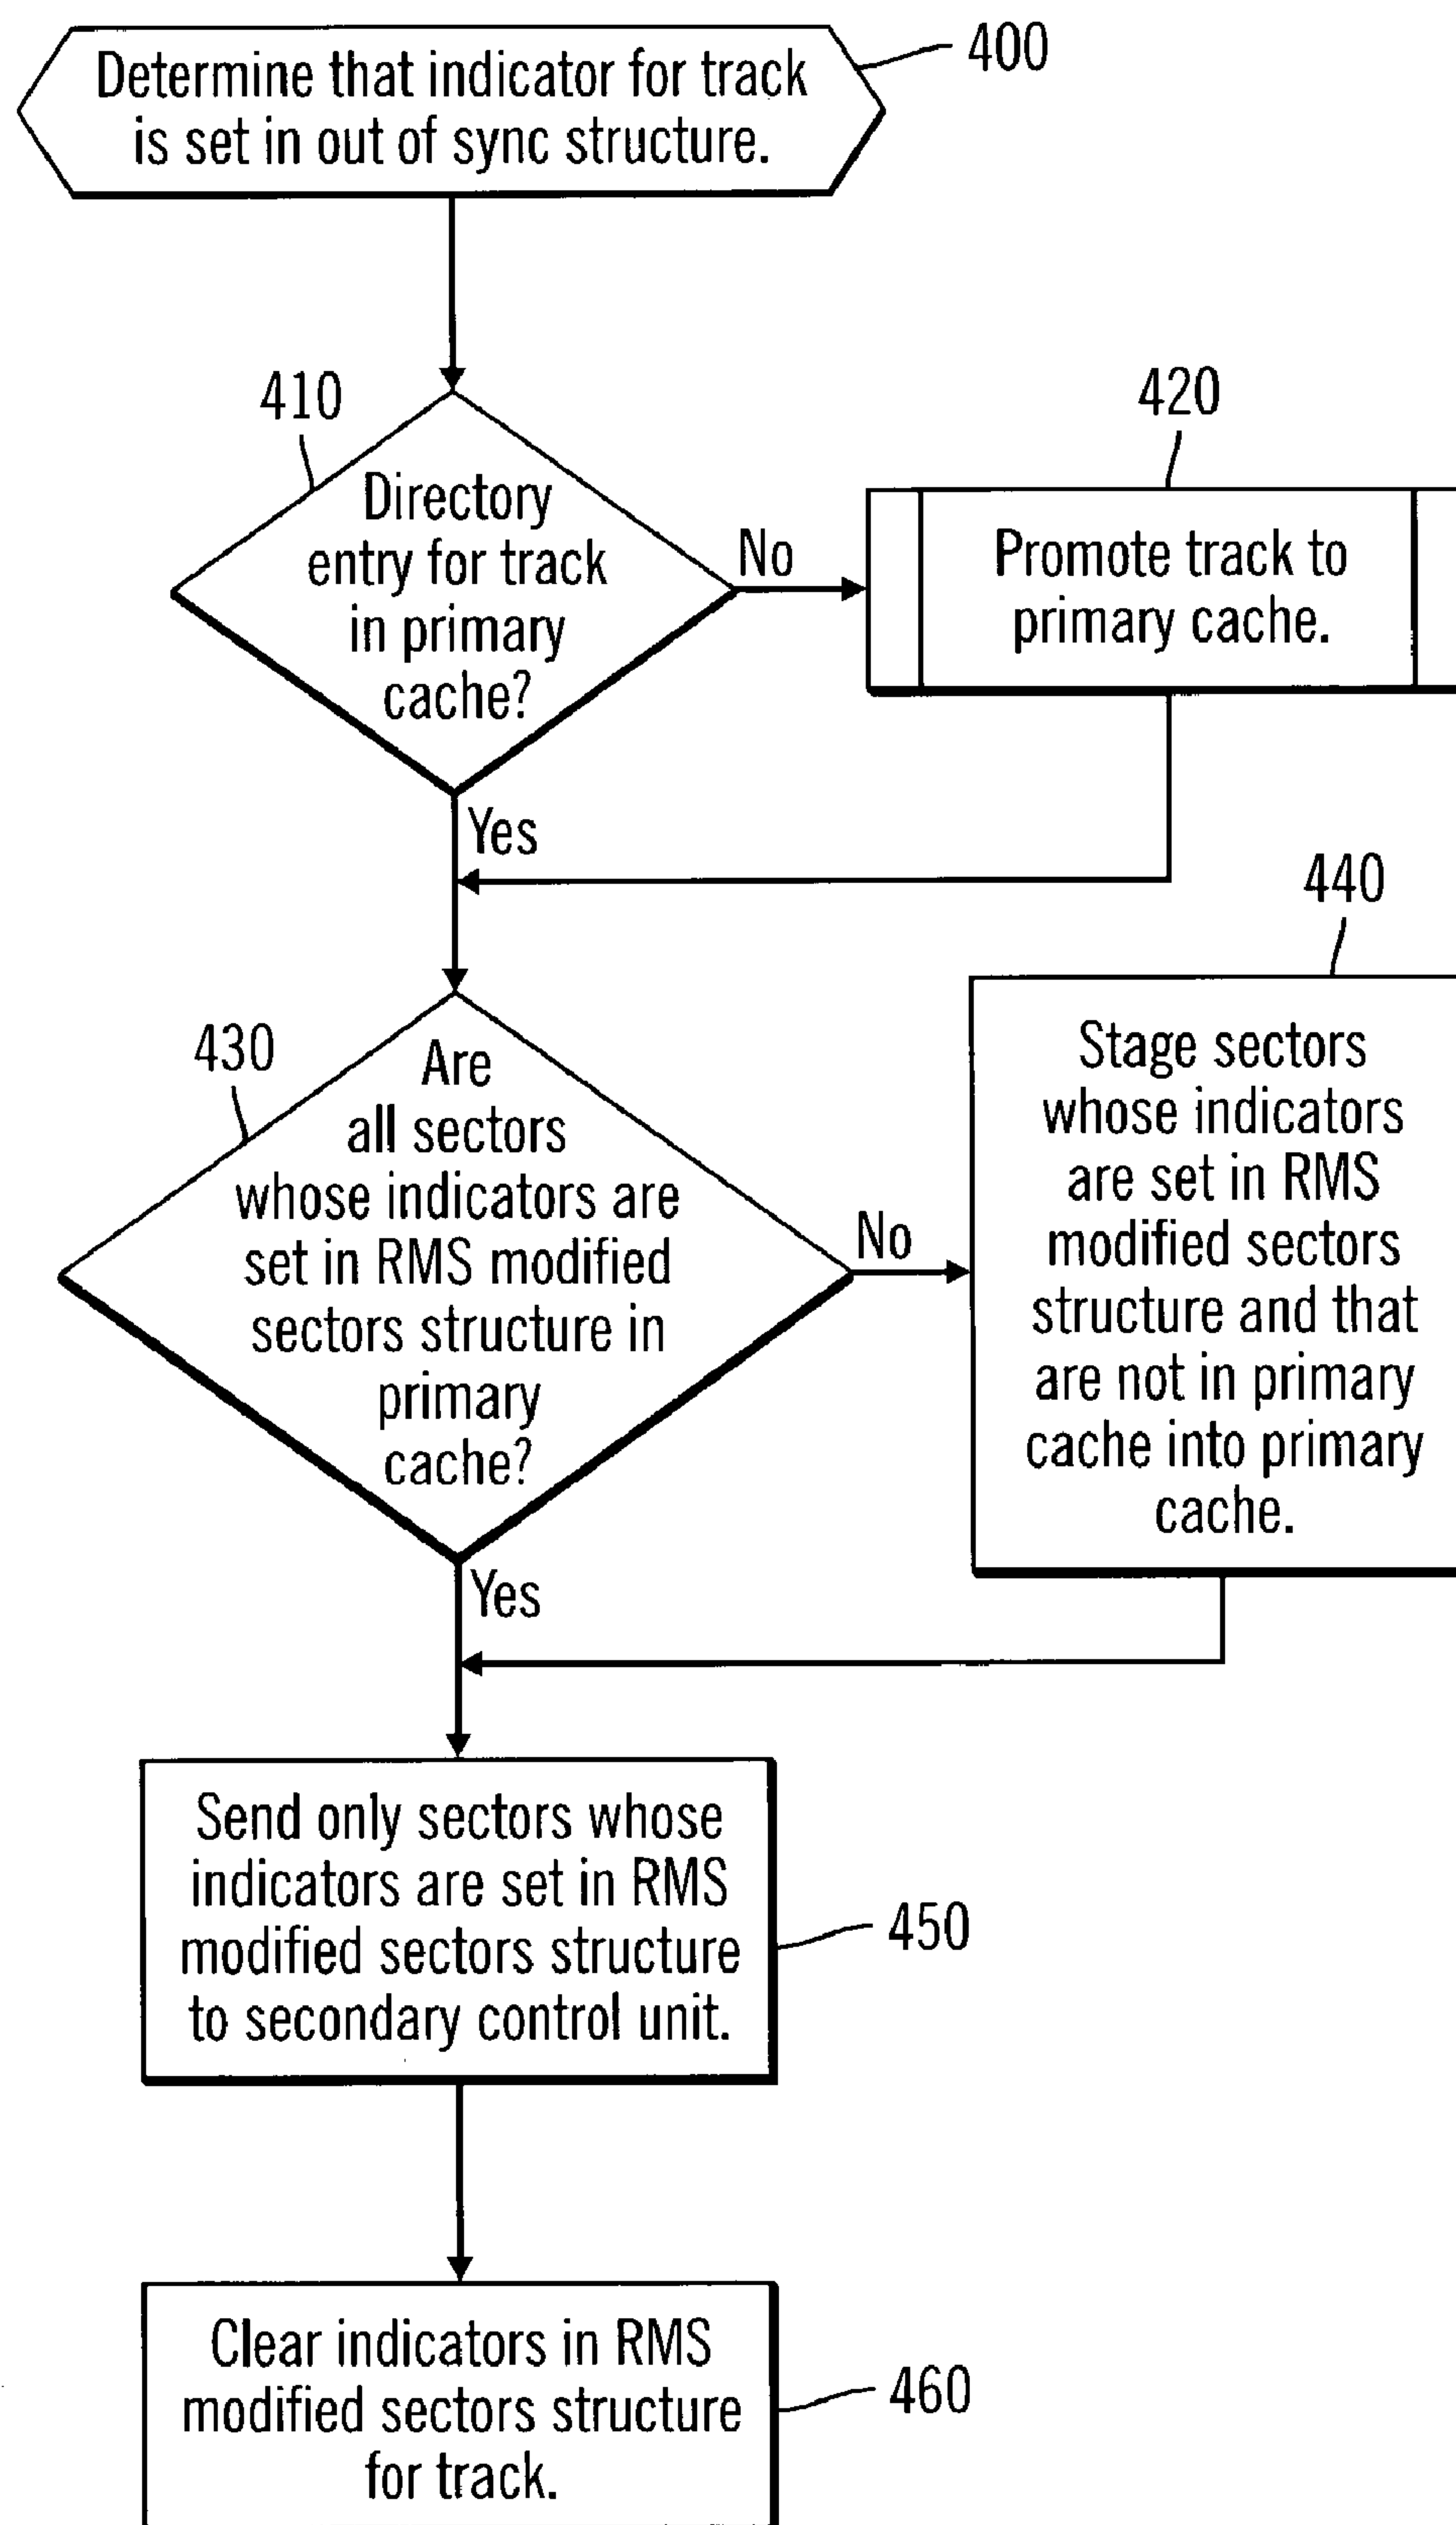 Determine that indicator for track
is set in out of sync structure.
400
410
Directory
entry for track
in primary
cache?
No
420
Promote track to
primary cache.
Yes
430
Are
all sectors
whose indicators are
set in RMS modified
sectors structure in
primary
cache?
No
440
Stage sectors
whose indicators
are set in RMS
modified sectors
structure and that
are not in primary
cache into primary
cache.
Yes
Send only sectors whose
indicators are set in RMS
modified sectors structure
to secondary control unit.
450
Clear indicators in RMS
modified sectors structure
for track.
460